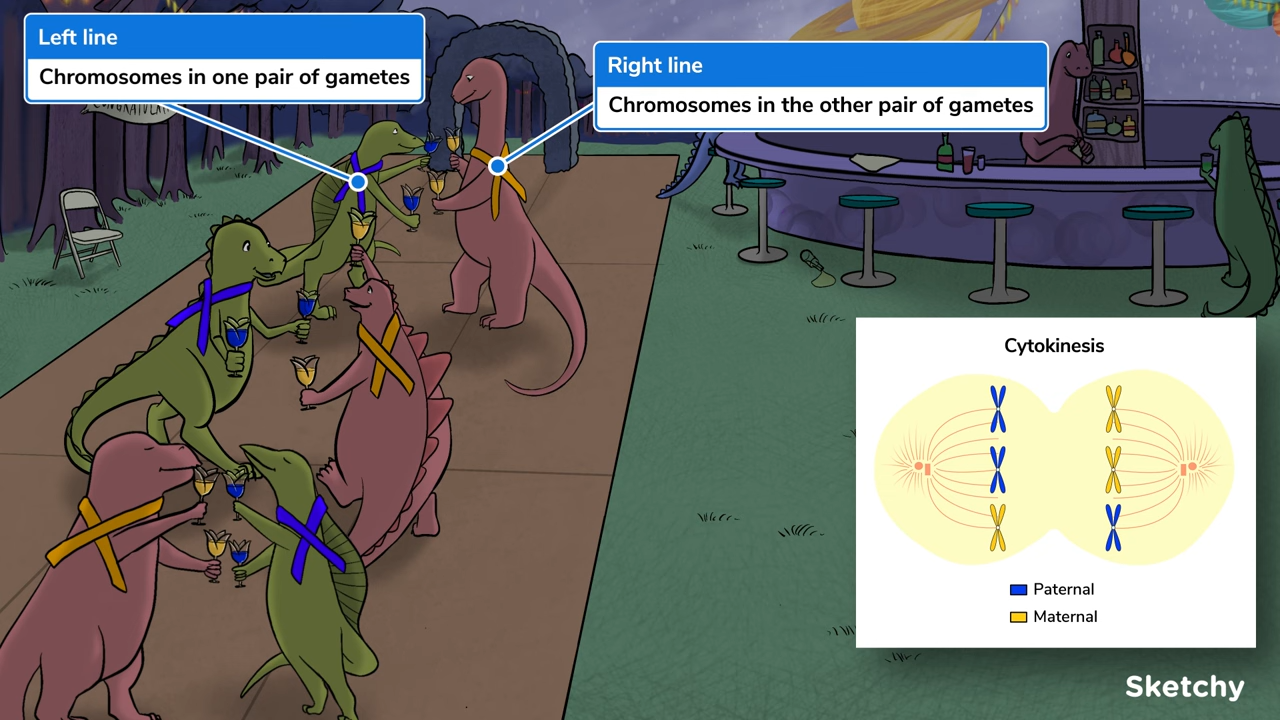 Left line
Chromosomes in one pair of gametes
Right line
Chromosomes in the other pair of gametes
Cytokinesis
Paternal
Maternal
Sketchy